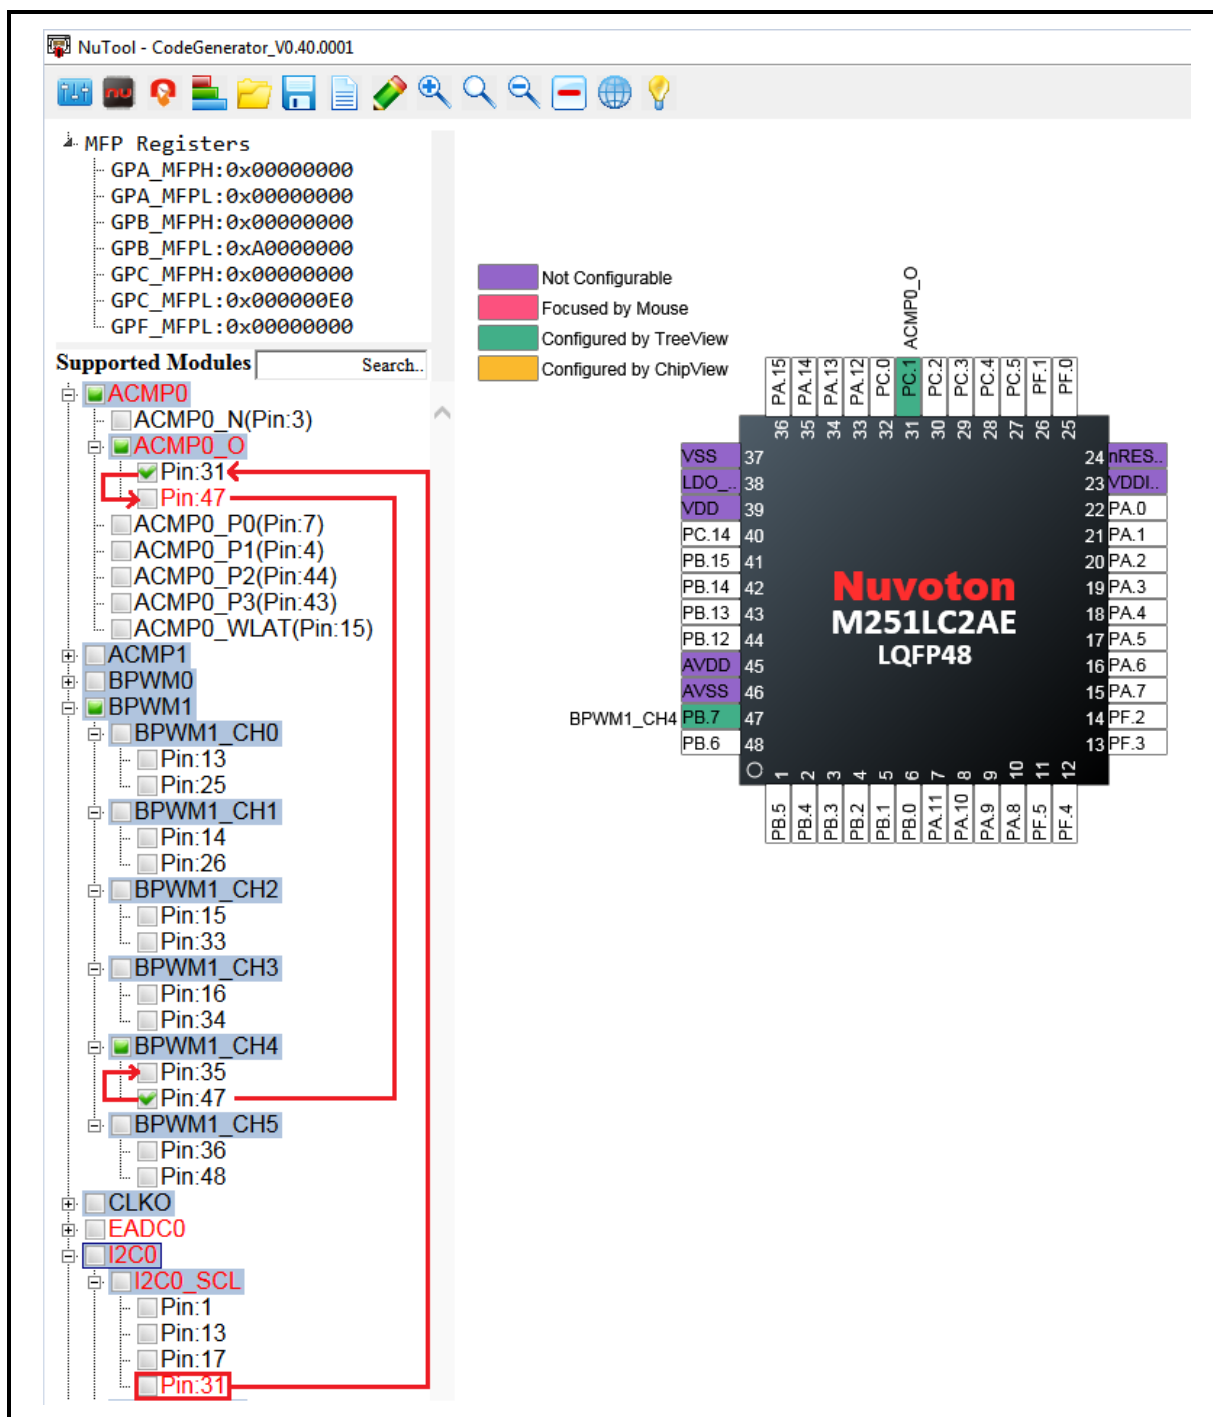 NuTool - CodeGenerator_V0.40.0001
MFP Registers
GPA_MFPH:0x00000000
GPA_MFPL:0x00000000
GPB_MFPH:0x00000000
GPB_MFPL:0xA0000000
GPC_MFPH:0x00000000
GPC_MFPL:0x000000E0
GPF_MFPL:0x00000000
Supported Modules Search..
ACMP0
ACMP0_N(Pin:3)
ACMP0_O
Pin:31
Pin:47
ACMP0_P0(Pin:7)
ACMP0_P1(Pin:4)
ACMP0_P2(Pin:44)
ACMP0_P3(Pin:43)
ACMP0_WLAT(Pin:15)
ACMP1
BPWM0
BPWM1
BPWM1_CH0
Pin:13
Pin:25
BPWM1_CH1
Pin:14
Pin:26
BPWM1_CH2
Pin:15
Pin:33
BPWM1_CH3
Pin:16
Pin:34
BPWM1_CH4
Pin:35
Pin:47
BPWM1_CH5
Pin:36
Pin:48
CLKO
EADC0
I2C0
I2C0_SCL
Pin:1
Pin:13
Pin:17
Pin:31
Not Configurable
Focused by Mouse
Configured by TreeView
Configured by ChipView
ACMP0_O
PA.15 PA.14 PA.13 PA.12 PC.0 PC.1 PC.2 PC.3 PC.4 PC.5 PF.1 PF.0
36 35 34 33 32 31 30 29 28 27 26 25
VSS 37
LDO_.. 38
VDD 39
PC.14 40
PB.15 41
PB.14 42
PB.13 43
PB.12 44
AVDD 45
AVSS 46
BPWM1_CH4 PB.7 47
PB.6 48
Nuvoton
M251LC2AE
LQFP48
24 nRES..
23 VDDI..
22 PA.0
21 PA.1
20 PA.2
19 PA.3
18 PA.4
17 PA.5
16 PA.6
15 PA.7
14 PF.2
13 PF.3
1 2 3 4 5 6 7 8 9 10 11 12
PB.5 PB.4 PB.3 PB.2 PB.1 PB.0 PA.11 PA.10 PA.9 PA.8 PF.5 PF.4